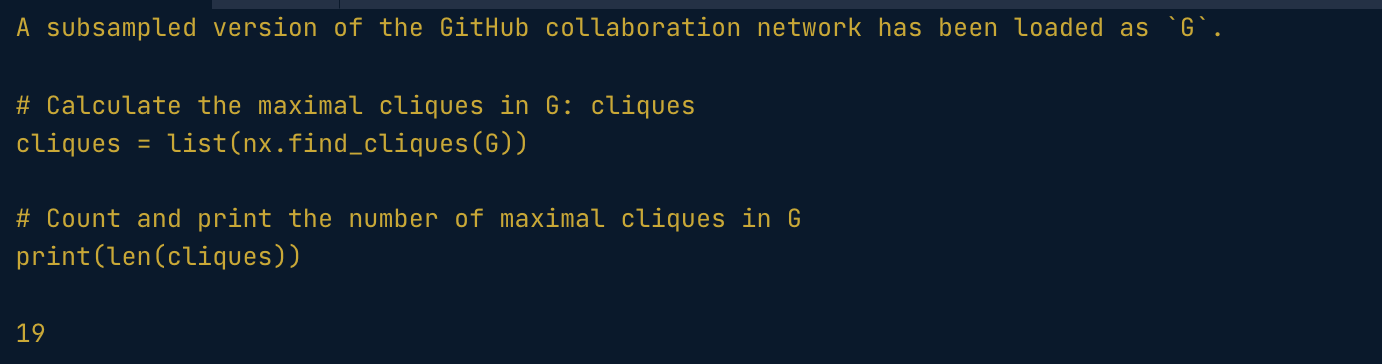 A subsampled version of the GitHub collaboration network has been loaded as `G`.
# Calculate the maximal cliques in G: cliques
cliques = list(nx.find_cliques(G))
# Count and print the number of maximal cliques in G
print(len(cliques))
19